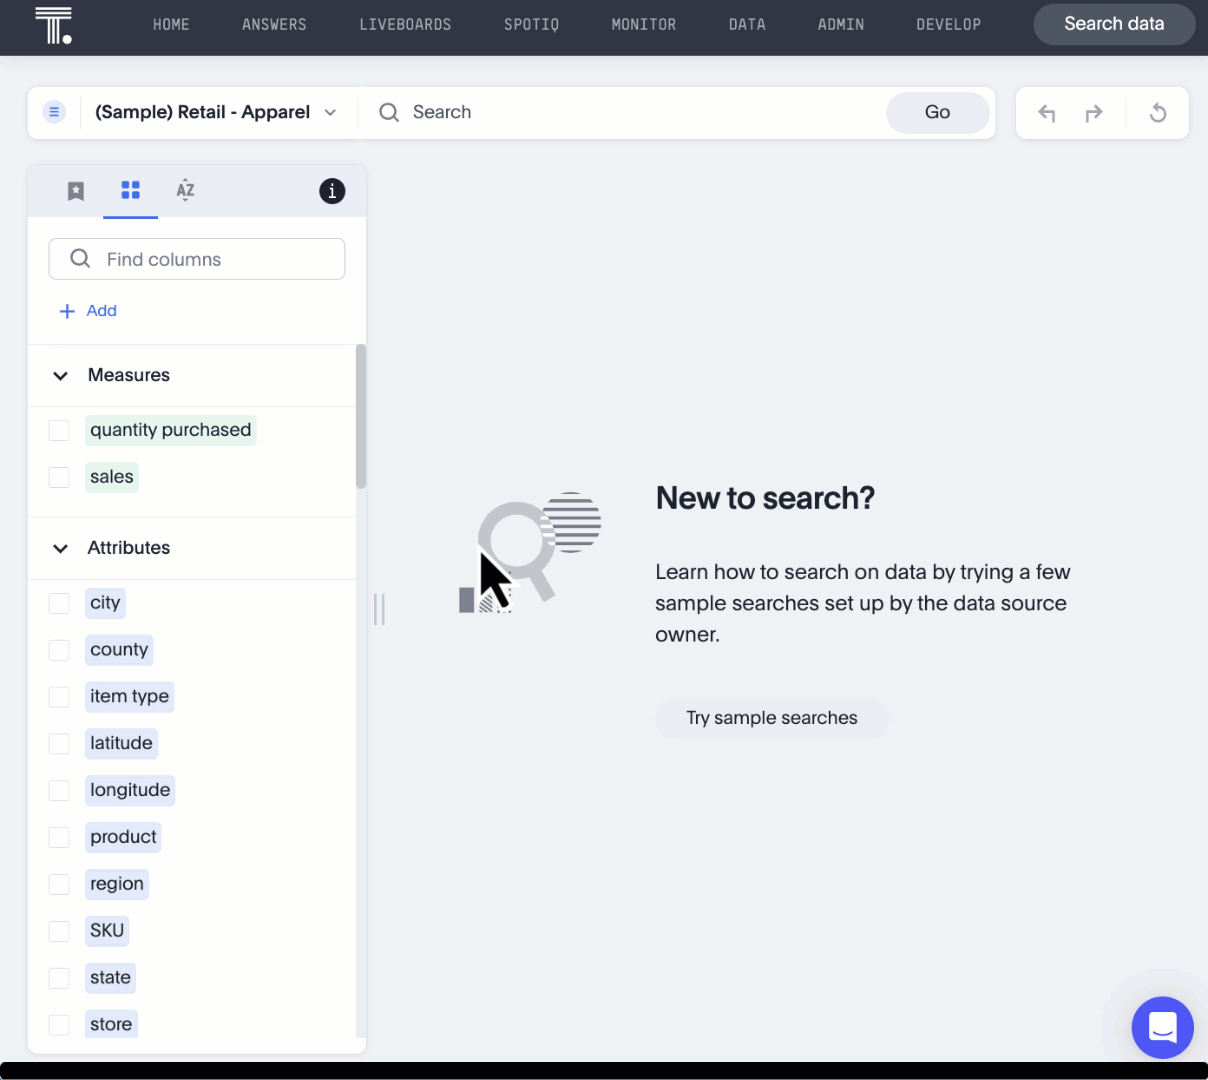 T.
HOME ANSWERS LIVEBOARDS SPOTIQ MONITOR DATA ADMIN DEVELOP Search data
(Sample) Retail - Apparel Search Go
AZ i
Find columns
+ Add
Measures
quantity purchased
sales
Attributes
city
county
item type
latitude
longitude
product
region
SKU
state
store
New to search?
Learn how to search on data by trying a few
sample searches set up by the data source
owner.
Try sample searches